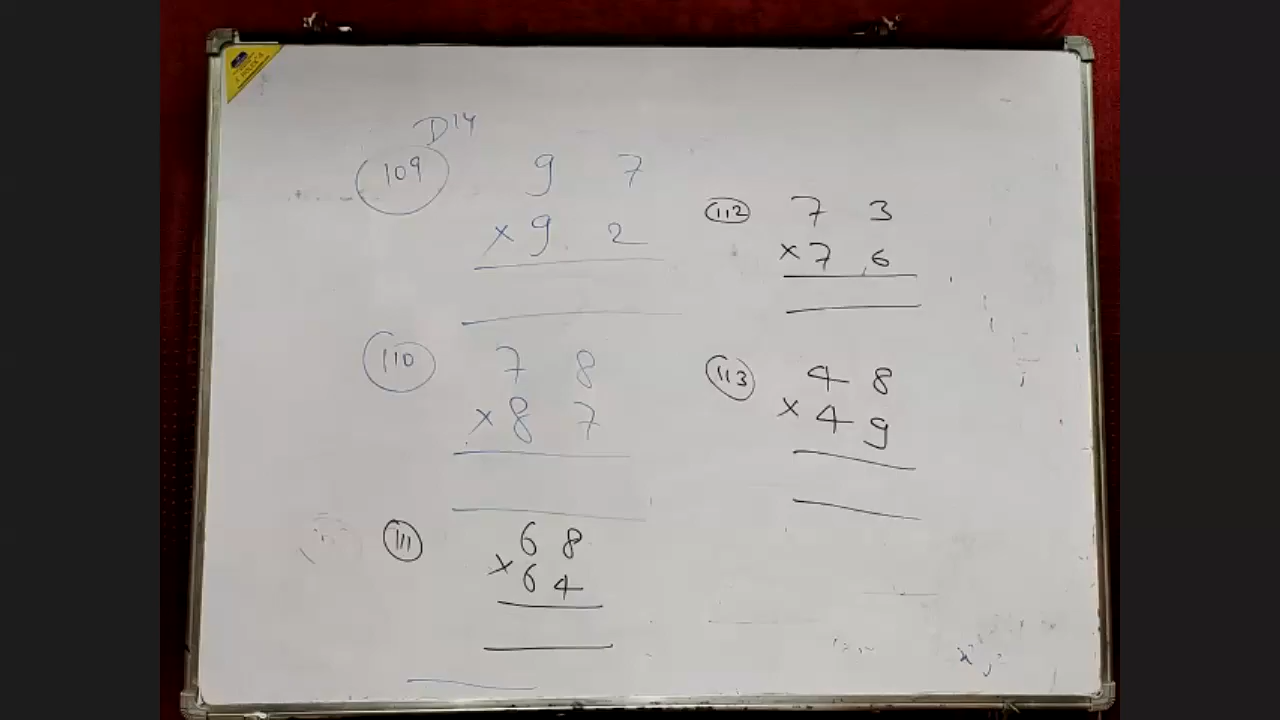 D14
109 9 7
× 9 2
110 7 8
× 8 7
111 6 8
× 6 4
112 7 3
× 7 6
113 4 8
× 4 9